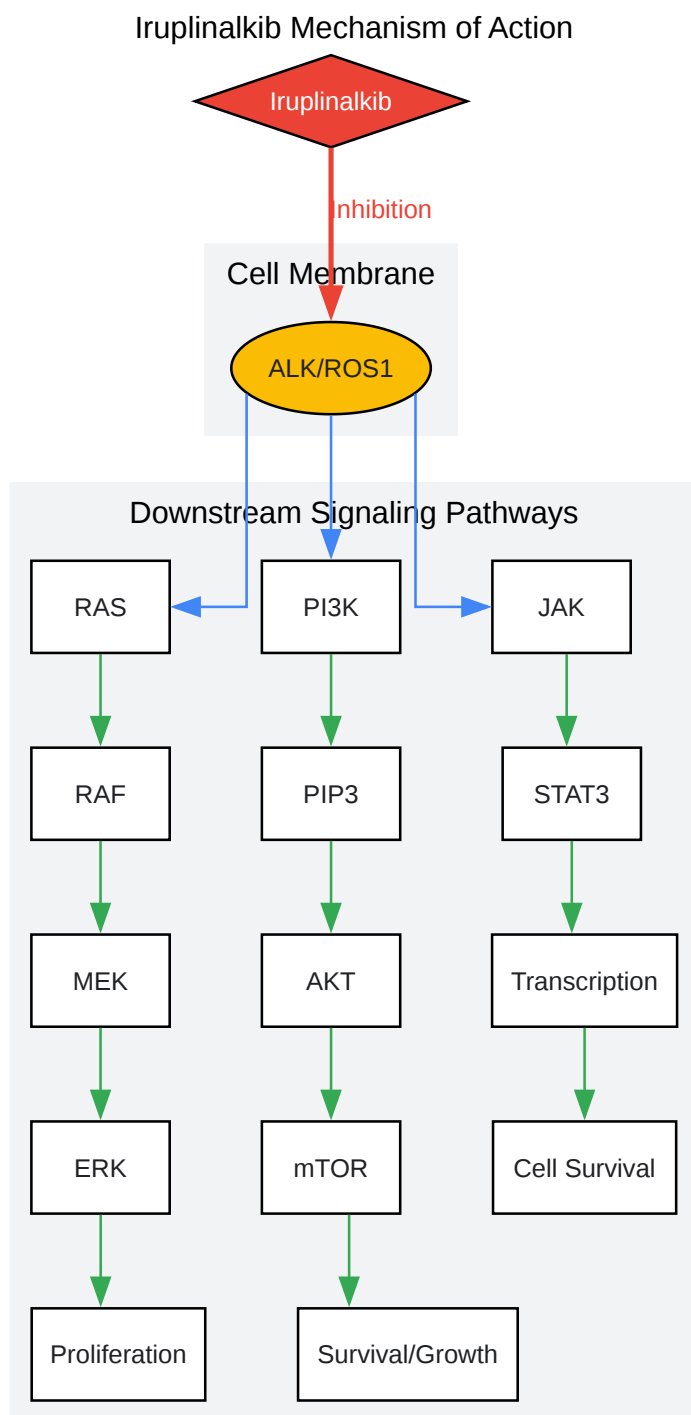 Iruplinalkib Mechanism of Action
Iruplinalkib
Inhibition
Cell Membrane
ALK/ROS1
Downstream Signaling Pathways
RAS
PI3K
JAK
RAF
PIP3
STAT3
MEK
AKT
Transcription
ERK
mTOR
Cell Survival
Proliferation
Survival/Growth